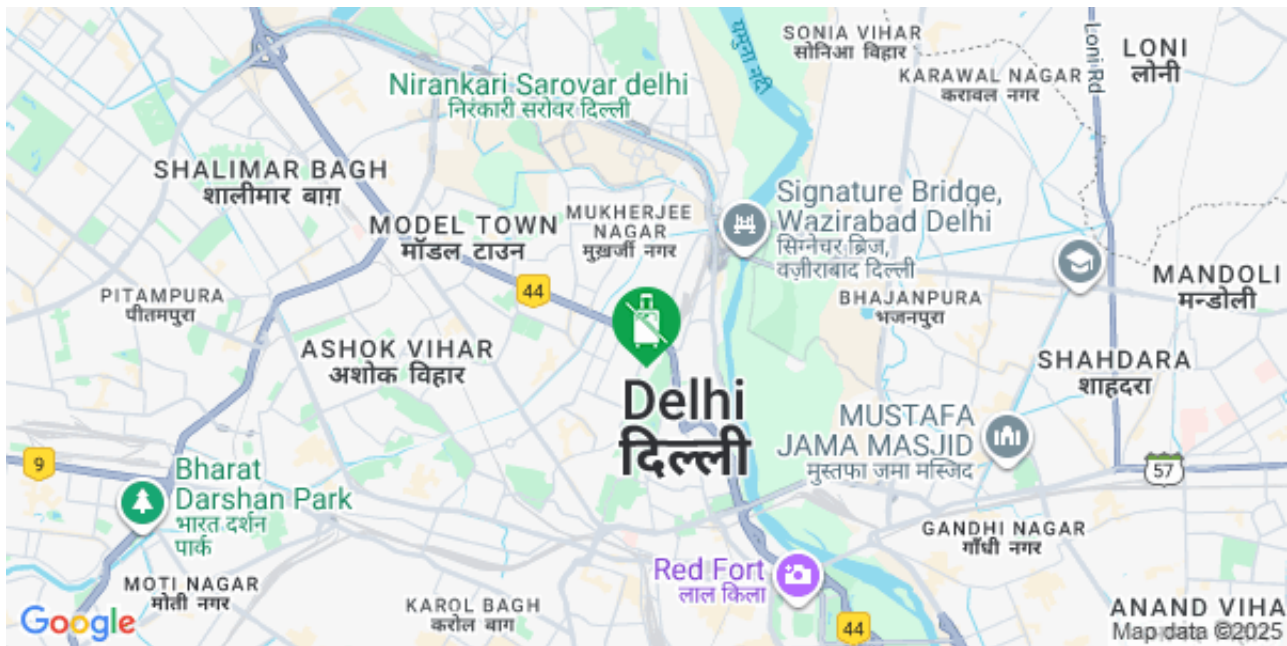 SONIA VIHAR
सोनिआ विहार
LONI
लोनी
Loni Rd
KARAWAL NAGAR
करावल नगर
Nirankari Sarovar delhi
निरंकारी सरोवर दिल्ली
SHALIMAR BAGH
शालीमार बाग़
MODEL TOWN
मॉडल टाउन
MUKHERJEE
NAGAR
मुख़र्जी नगर
Signature Bridge,
Wazirabad Delhi
सिग्नेचर ब्रिज,
वज़ीराबाद दिल्ली
MANDOLI
मन्डोली
PITAMPURA
पीतमपुरा
44
BHAJANPURA
भजनपुरा
ASHOK VIHAR
अशोक विहार
SHAHDARA
शाहदरा
Delhi
दिल्ली
MUSTAFA
JAMA MASJID
मुस्तफा जमा मस्जिद
9
57
Bharat
Darshan Park
भारत दर्शन
पार्क
GANDHI NAGAR
गाँधी नगर
MOTI NAGAR
मोती नगर
Red Fort
लाल किला
KAROL BAGH
करोल बाग
44
ANAND VIHA
Google
Map data ©2025